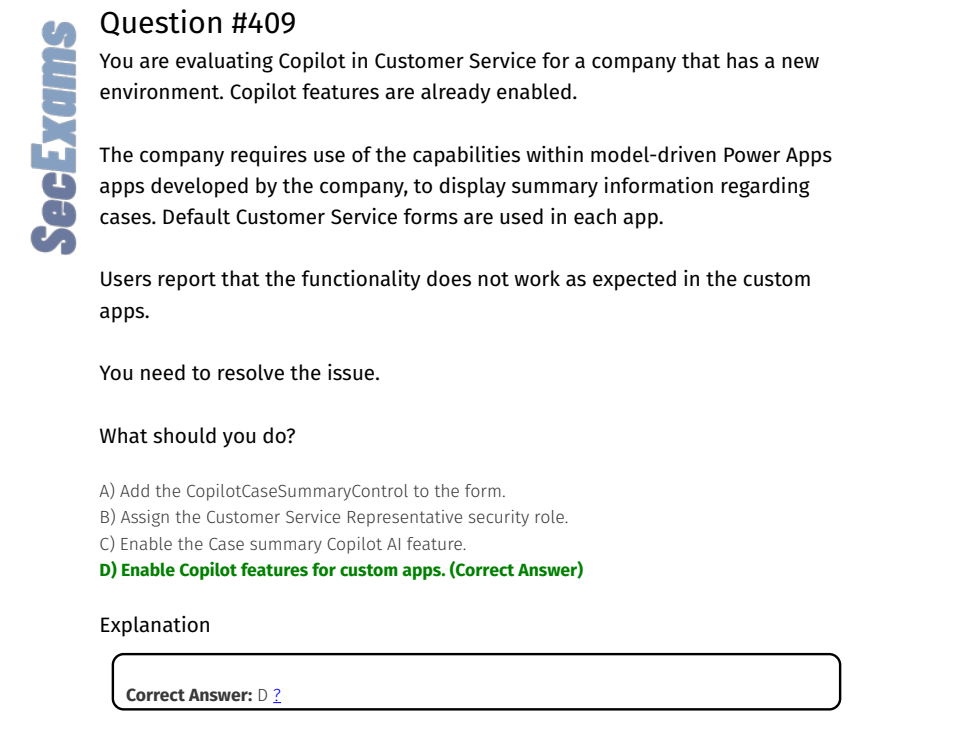 SecExams
Question #409
You are evaluating Copilot in Customer Service for a company that has a new
environment. Copilot features are already enabled.
The company requires use of the capabilities within model-driven Power Apps
apps developed by the company, to display summary information regarding
cases. Default Customer Service forms are used in each app.
Users report that the functionality does not work as expected in the custom
apps.
You need to resolve the issue.
What should you do?
A) Add the CopilotCaseSummaryControl to the form.
B) Assign the Customer Service Representative security role.
C) Enable the Case summary Copilot AI feature.
D) Enable Copilot features for custom apps. (Correct Answer)
Explanation
Correct Answer: D ?